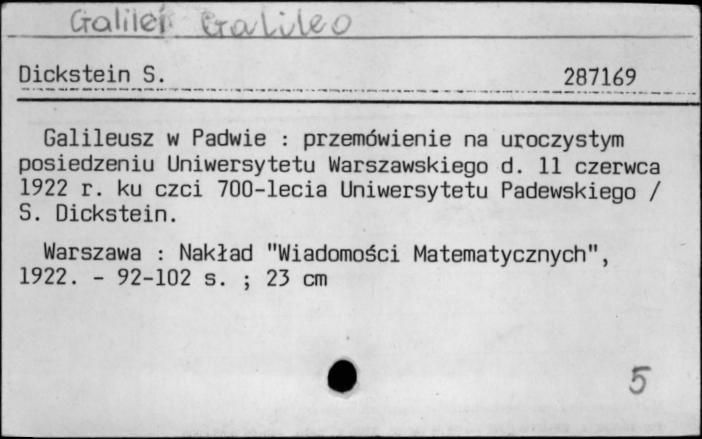 Galilei Galileo
Dickstein S. 287169
Galileusz w Padwie : przemówienie na uroczystym
posiedzeniu Uniwersytetu Warszawskiego d. 11 czerwca
1922 r. ku czci 700-lecia Uniwersytetu Padewskiego /
S. Dickstein.
Warszawa : Nakład "Wiadomości Matematycznych",
1922. - 92-102 s. ; 23 cm
5